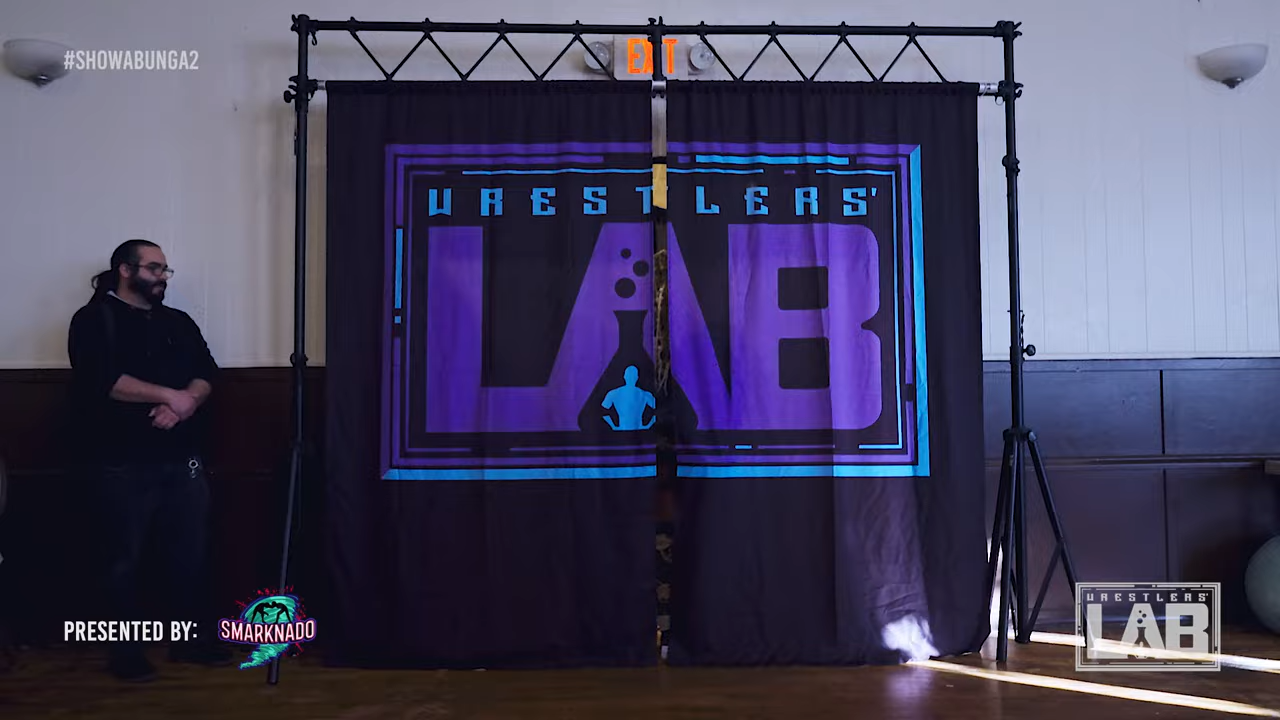 #SHOWABUNGA2
EXIT
WRESTLERS'
LAB
PRESENTED BY:
SMARKNADO
WRESTLERS'
LAB